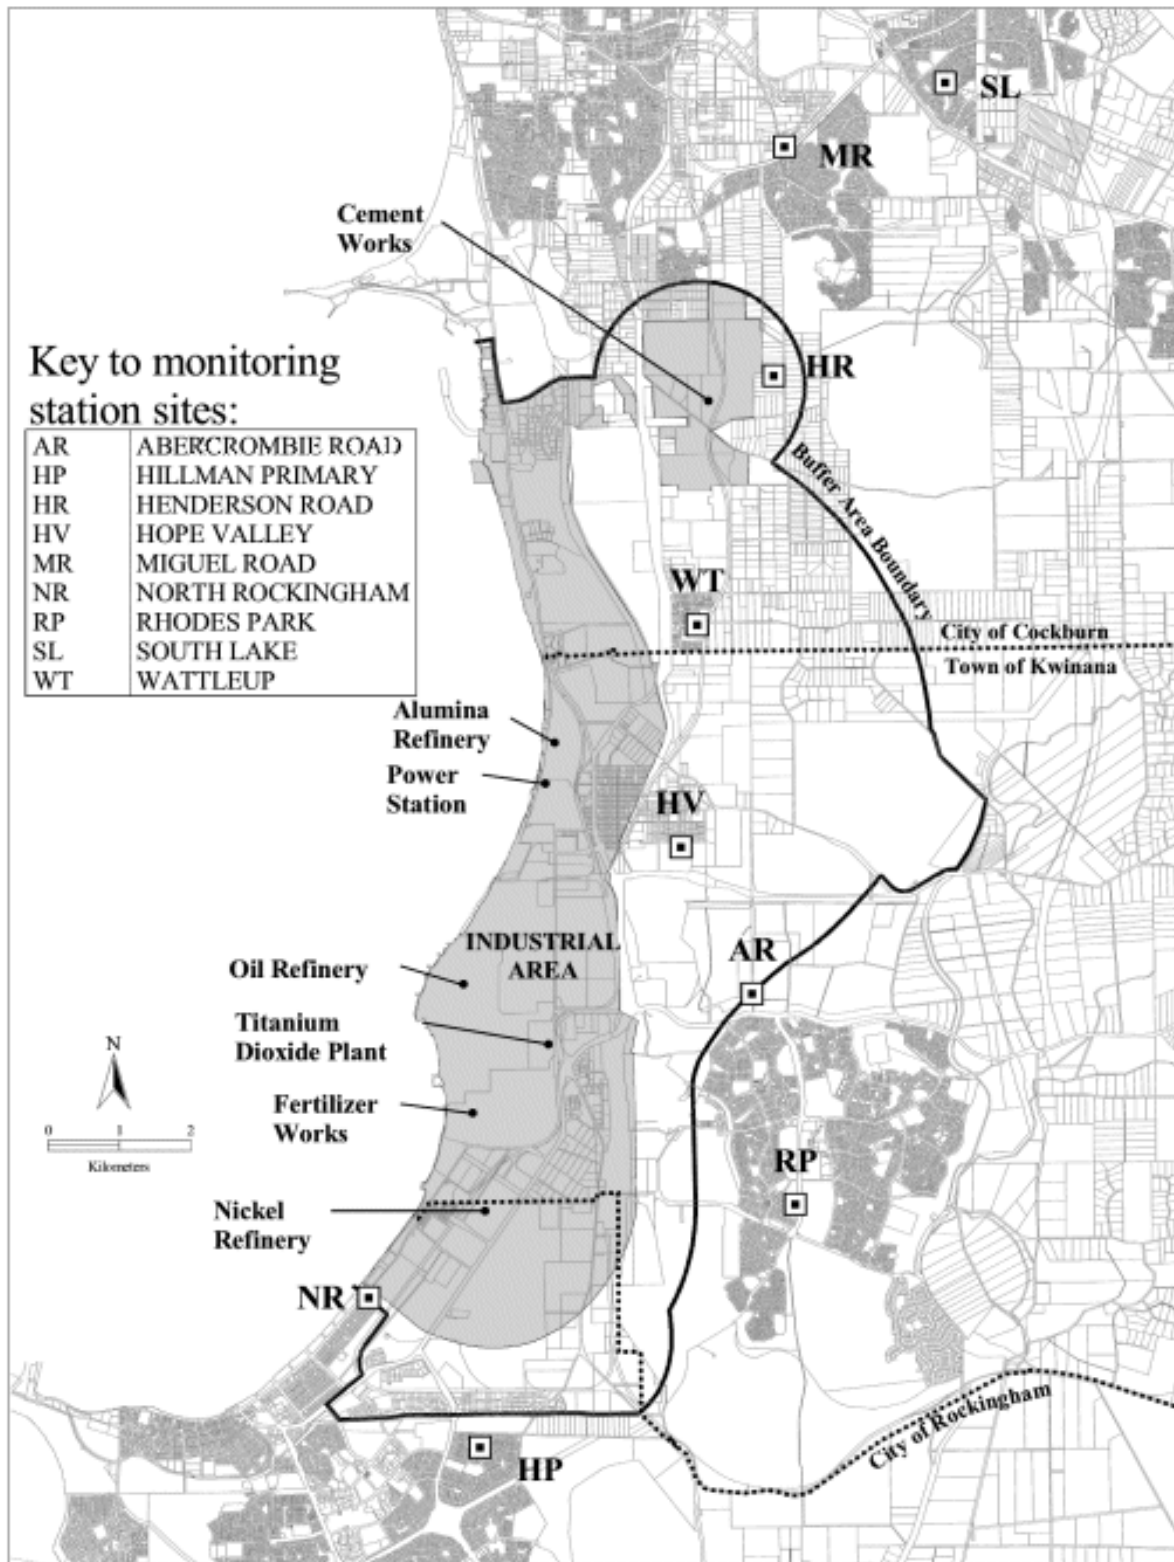 SL
MR
Cement
Works
HR
Key to monitoring
station sites:
AR ABERCROMBIE ROAD
HP HILLMAN PRIMARY
HR HENDERSON ROAD
HV HOPE VALLEY
MR MIGUEL ROAD
NR NORTH ROCKINGHAM
RP RHODES PARK
SL SOUTH LAKE
WT WATTLEUP
Buffer Area Boundary
WT
City of Cockburn
Town of Kwinana
Alumina
Refinery
Power
Station
HV
INDUSTRIAL
AREA
AR
Oil Refinery
Titanium
Dioxide Plant
N
0 1 2
Kilometers
Fertilizer
Works
RP
Nickel
Refinery
NR
City of Rockingham
HP